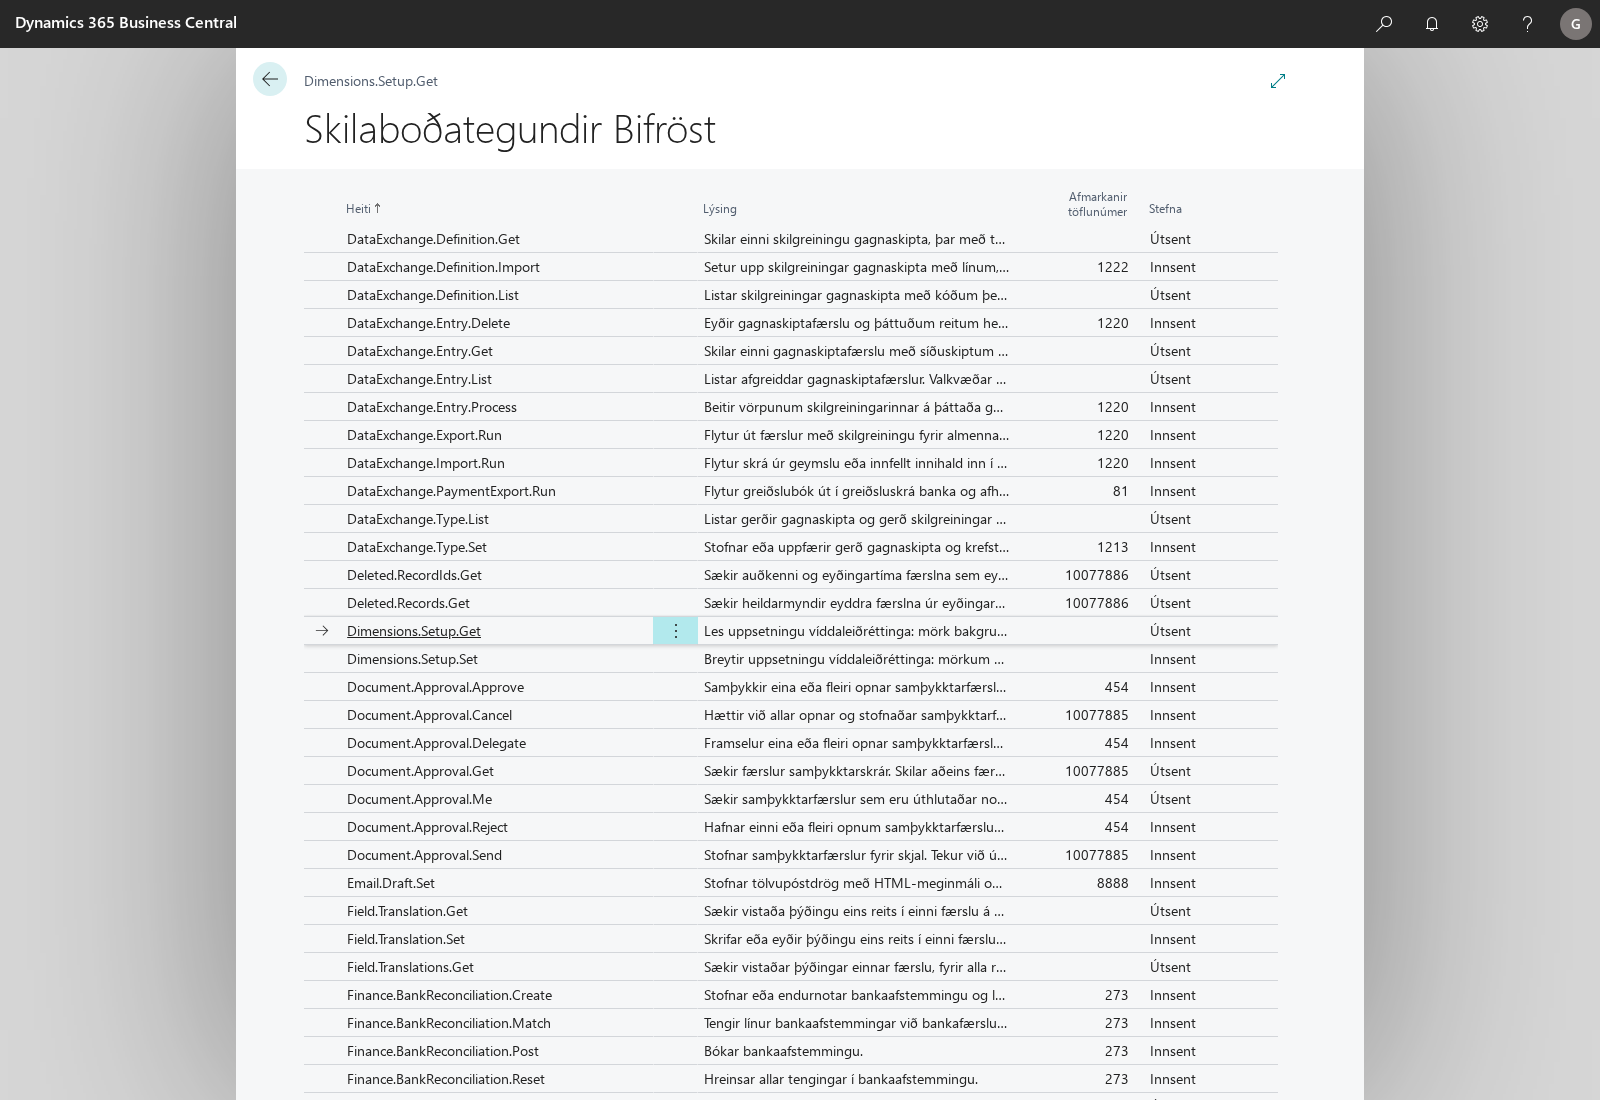 Dynamics 365 Business Central
G
Dimensions.Setup.Get
Skilaboðategundir Bifröst
Heiti ↑ Lýsing Afmarkanir töflunúmer Stefna
DataExchange.Definition.Get Skilar einni skilgreiningu gagnaskipta, þar með t... Útsent
DataExchange.Definition.Import Setur upp skilgreiningar gagnaskipta með línum,... 1222 Innsent
DataExchange.Definition.List Listar skilgreiningar gagnaskipta með kóðum þe... Útsent
DataExchange.Entry.Delete Eyðir gagnaskiptafærslu og þáttuðum reitum he... 1220 Innsent
DataExchange.Entry.Get Skilar einni gagnaskiptafærslu með síðuskiptum ... Útsent
DataExchange.Entry.List Listar afgreiddar gagnaskiptafærslur. Valkvæðar ... Útsent
DataExchange.Entry.Process Beitir vörpunum skilgreiningarinnar á þáttaða g... 1220 Innsent
DataExchange.Export.Run Flytur út færslur með skilgreiningu fyrir almenna... 1220 Innsent
DataExchange.Import.Run Flytur skrá úr geymslu eða innfellt innihald inn í ... 1220 Innsent
DataExchange.PaymentExport.Run Flytur greiðslubók út í greiðsluskrá banka og afh... 81 Innsent
DataExchange.Type.List Listar gerðir gagnaskipta og gerð skilgreiningar ... Útsent
DataExchange.Type.Set Stofnar eða uppfærir gerð gagnaskipta og krefst... 1213 Innsent
Deleted.RecordIds.Get Sækir auðkenni og eyðingartíma færslna sem ey... 10077886 Útsent
Deleted.Records.Get Sækir heildarmyndir eyddra færslna úr eyðingar... 10077886 Útsent
Dimensions.Setup.Get Les uppsetningu víddaleiðréttinga: mörk bakgru... Útsent
Dimensions.Setup.Set Breytir uppsetningu víddaleiðréttinga: mörkum ... Innsent
Document.Approval.Approve Samþykkir eina eða fleiri opnar samþykktarfærsl... 454 Innsent
Document.Approval.Cancel Hættir við allar opnar og stofnaðar samþykktarf... 10077885 Innsent
Document.Approval.Delegate Framselur eina eða fleiri opnar samþykktarfærsl... 454 Innsent
Document.Approval.Get Sækir færslur samþykktarskrár. Skilar aðeins fær... 10077885 Útsent
Document.Approval.Me Sækir samþykktarfærslur sem eru úthlutaðar no... 454 Útsent
Document.Approval.Reject Hafnar einni eða fleiri opnum samþykktarfærslu... 454 Innsent
Document.Approval.Send Stofnar samþykktarfærslur fyrir skjal. Tekur við ú... 10077885 Innsent
Email.Draft.Set Stofnar tölvupóstdrög með HTML-meginmáli o... 8888 Innsent
Field.Translation.Get Sækir vistaða þýðingu eins reits í einni færslu á ... Útsent
Field.Translation.Set Skrifar eða eyðir þýðingu eins reits í einni færslu... Innsent
Field.Translations.Get Sækir vistaðar þýðingar einnar færslu, fyrir alla r... Útsent
Finance.BankReconciliation.Create Stofnar eða endurnotar bankaafstemmingu og l... 273 Innsent
Finance.BankReconciliation.Match Tengir línur bankaafstemmingar við bankafærslu... 273 Innsent
Finance.BankReconciliation.Post Bókar bankaafstemmingu. 273 Innsent
Finance.BankReconciliation.Reset Hreinsar allar tengingar í bankaafstemmingu. 273 Innsent